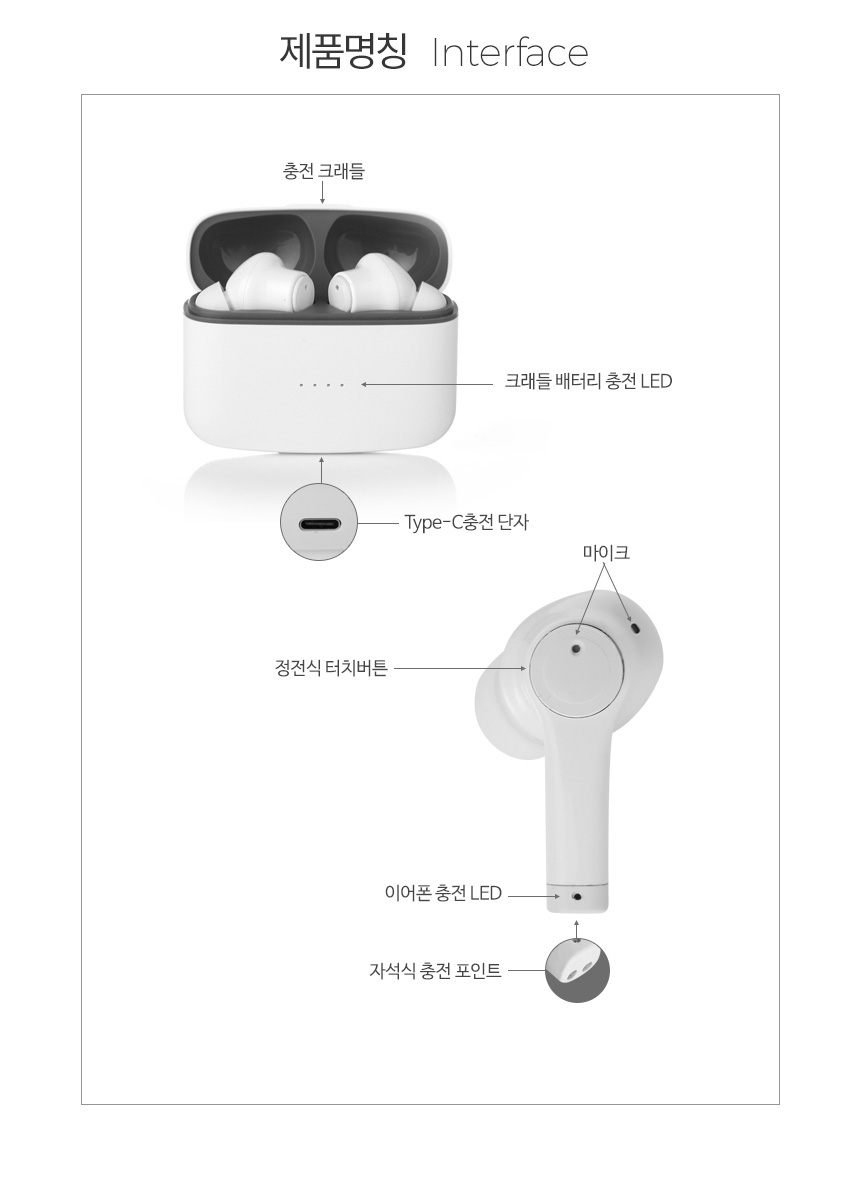 제품명칭 Interface
충전 크래들
크래들 배터리 충전 LED
Type-C충전 단자
마이크
정전식 터치버튼
이어폰 충전 LED
자석식 충전 포인트